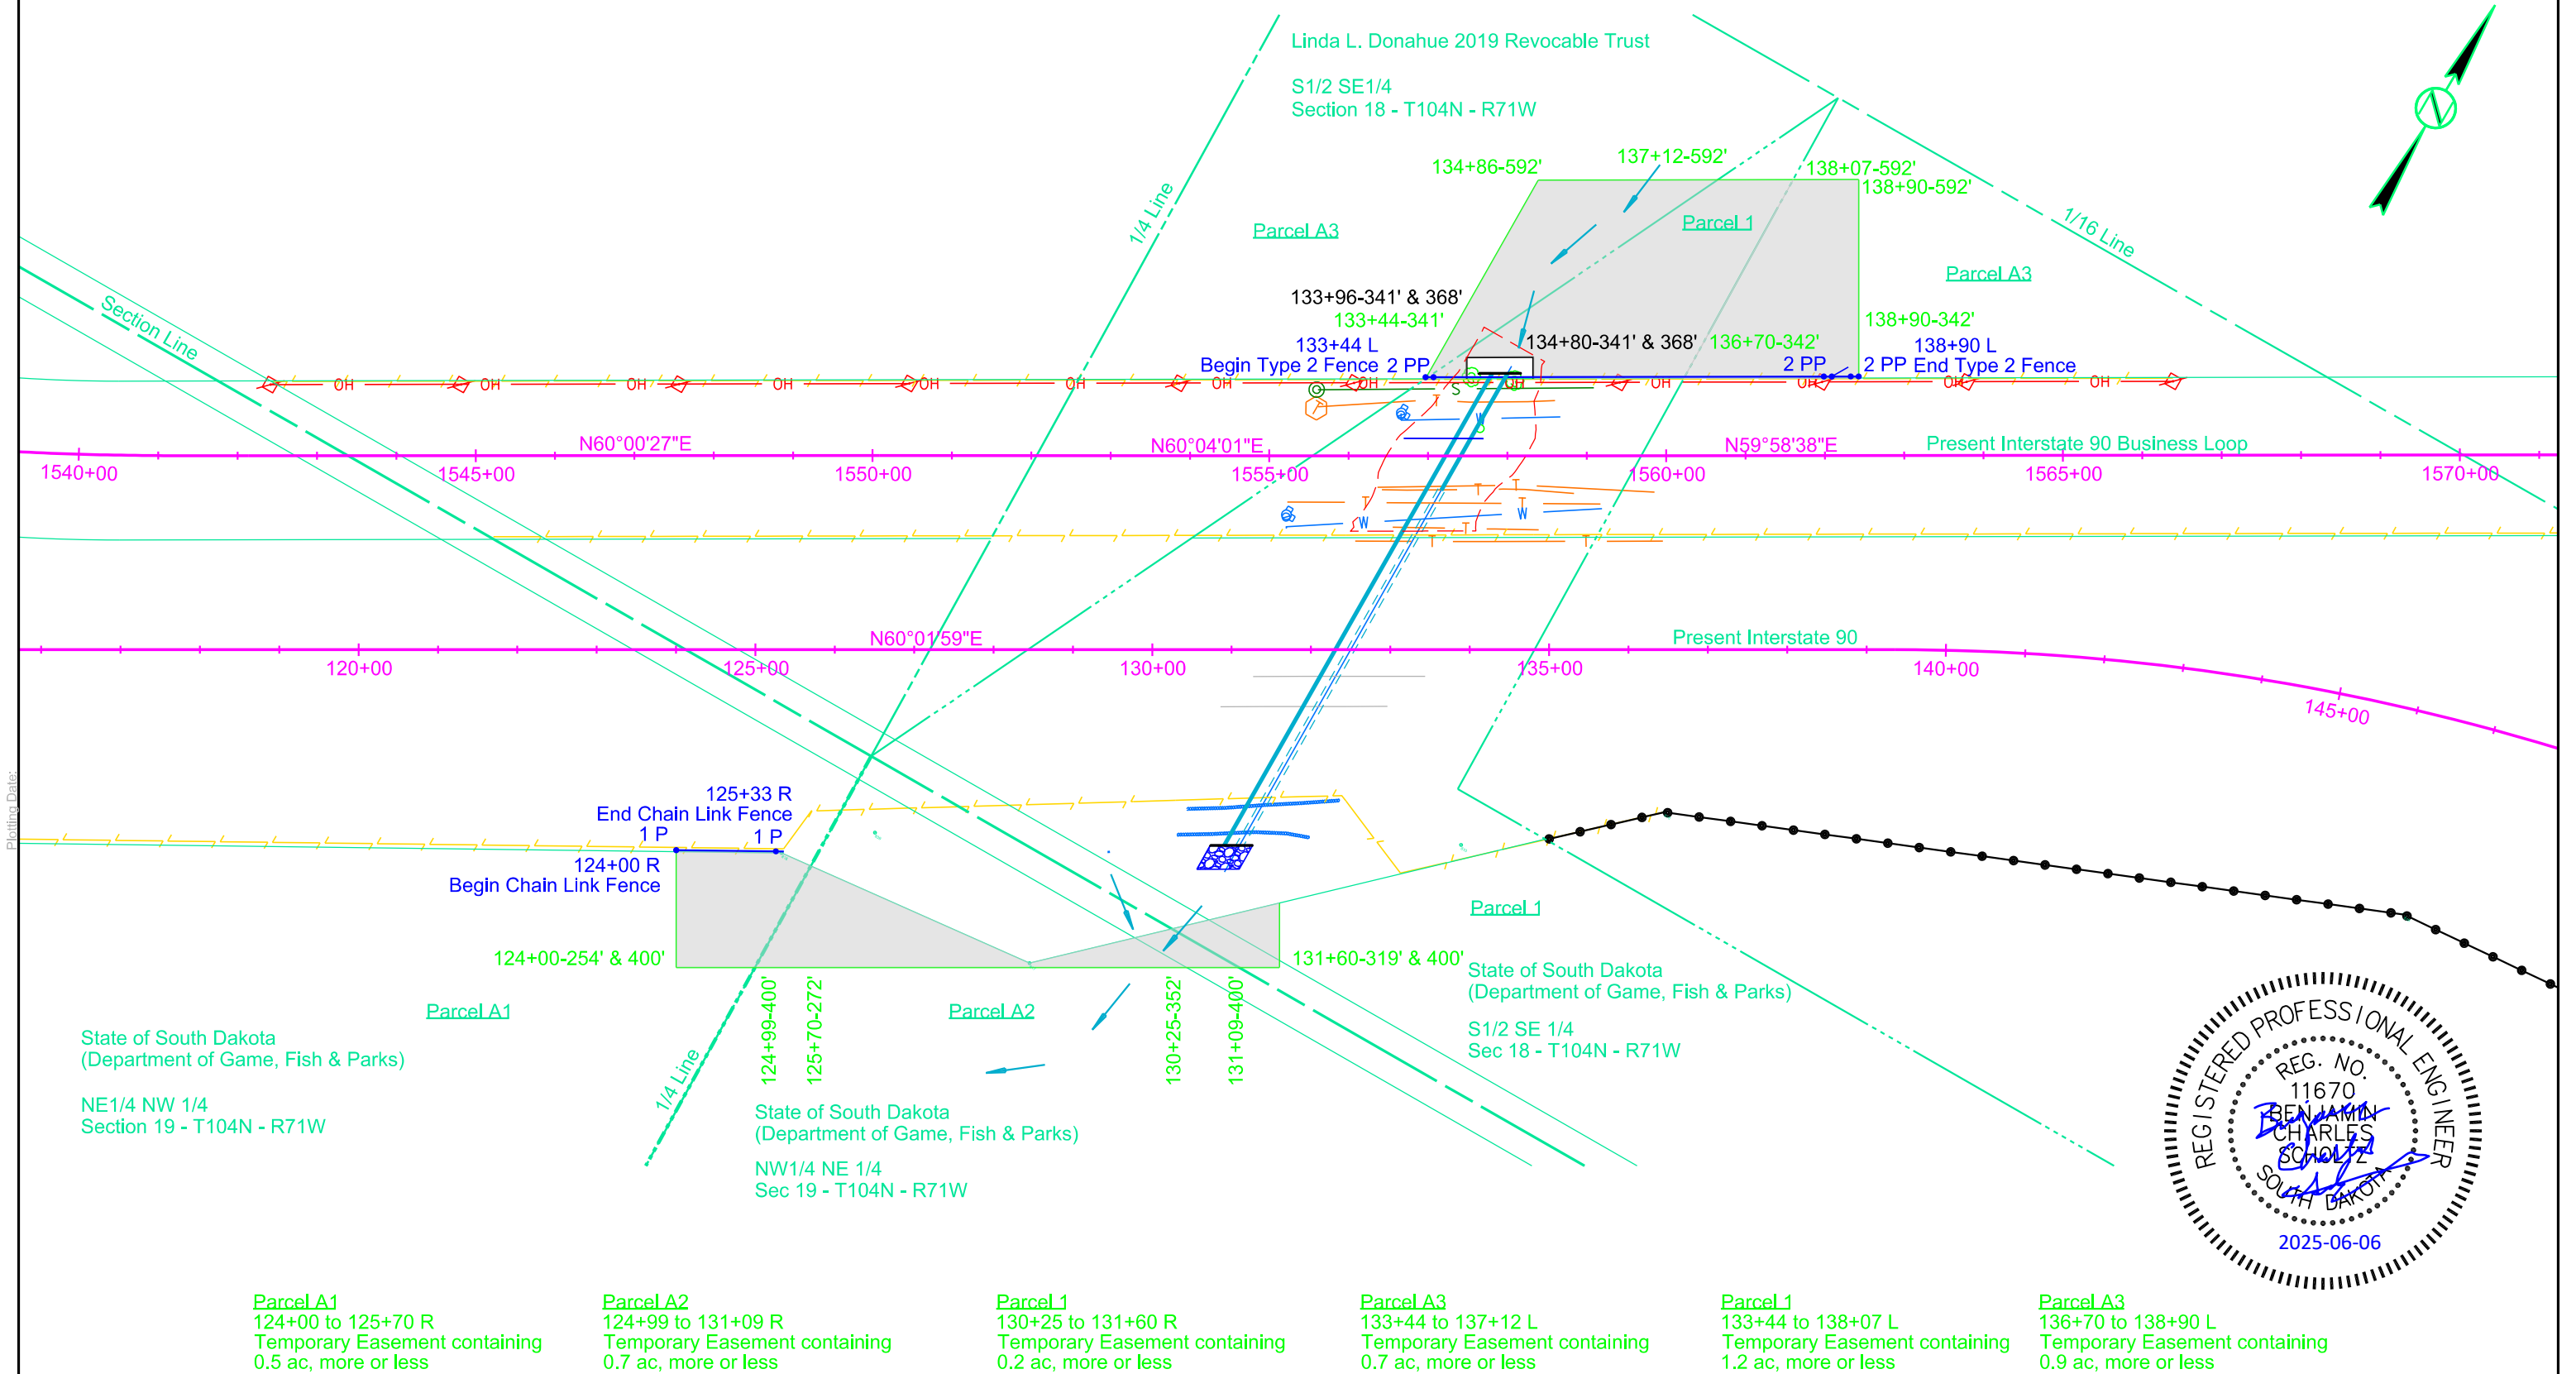 Linda L. Donahue 2019 Revocable Trust
S1/2 SE1/4
Section 18 - T104N - R71W
134+86-592'
137+12-592'
138+07-592'
138+90-592'
1/4 Line
1/16 Line
Parcel A3
Parcel 1
Parcel A3
Section Line
133+96-341' & 368'
133+44-341'
133+44 L
Begin Type 2 Fence 2 PP
134+80-341' & 368'
136+70-342'
138+90-342'
138+90 L
2 PP
2 PP End Type 2 Fence
OH OH OH OH OH OH OH OH OH OH OH OH OH
S
T
W
N60°00'27"E
N60°04'01"E
N59°58'38"E
Present Interstate 90 Business Loop
1540+00
1545+00
1550+00
1555+00
1560+00
1565+00
1570+00
T T T
W W
T T T
N60°01'59"E
Present Interstate 90
120+00
125+00
130+00
135+00
140+00
145+00
Plotting Date:
125+33 R
End Chain Link Fence
1 P
1 P
124+00 R
Begin Chain Link Fence
124+00-254' & 400'
131+60-319' & 400'
124+99-400'
125+70-272'
130+25-352'
131+09-400'
Parcel 1
State of South Dakota
(Department of Game, Fish & Parks)
S1/2 SE 1/4
Sec 18 - T104N - R71W
Parcel A1
State of South Dakota
(Department of Game, Fish & Parks)
NE1/4 NW 1/4
Section 19 - T104N - R71W
Parcel A2
1/4 Line
State of South Dakota
(Department of Game, Fish & Parks)
NW1/4 NE 1/4
Sec 19 - T104N - R71W
REGISTERED PROFESSIONAL ENGINEER
REG. NO.
11670
BENJAMIN
CHARLES
SCHOLTZ
SOUTH DAKOTA
2025-06-06
Parcel A1
124+00 to 125+70 R
Temporary Easement containing
0.5 ac, more or less
Parcel A2
124+99 to 131+09 R
Temporary Easement containing
0.7 ac, more or less
Parcel 1
130+25 to 131+60 R
Temporary Easement containing
0.2 ac, more or less
Parcel A3
133+44 to 137+12 L
Temporary Easement containing
0.7 ac, more or less
Parcel 1
133+44 to 138+07 L
Temporary Easement containing
1.2 ac, more or less
Parcel A3
136+70 to 138+90 L
Temporary Easement containing
0.9 ac, more or less